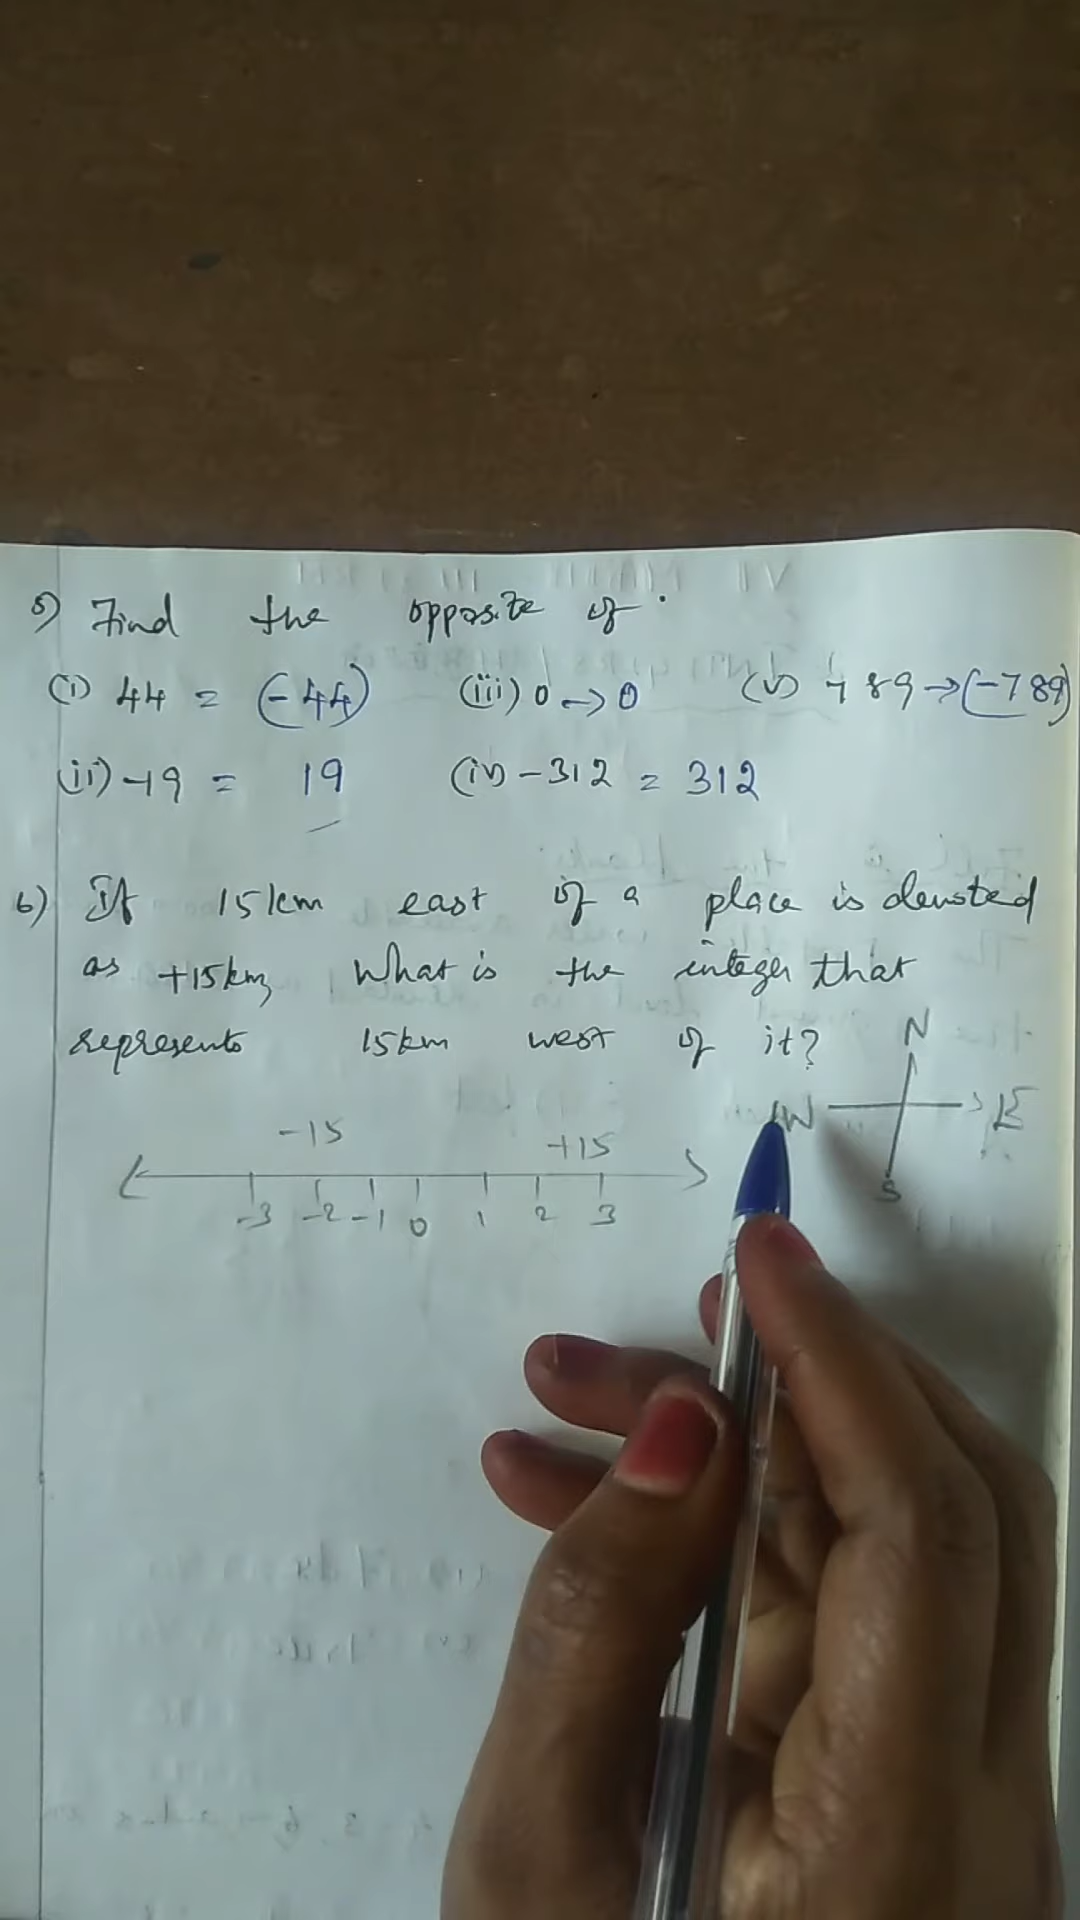 5) Find the opposite of
(i) 44 = (-44) (iii) 0 → 0 (v) 789 → (-789)
(ii) -19 = 19 (iv) -312 = 312
6) If 15km east of a place is denoted
as +15km, What is the integer that
represents 15km west of it?
N
W E
S
-15 +15
-3 -2 -1 0 1 2 3